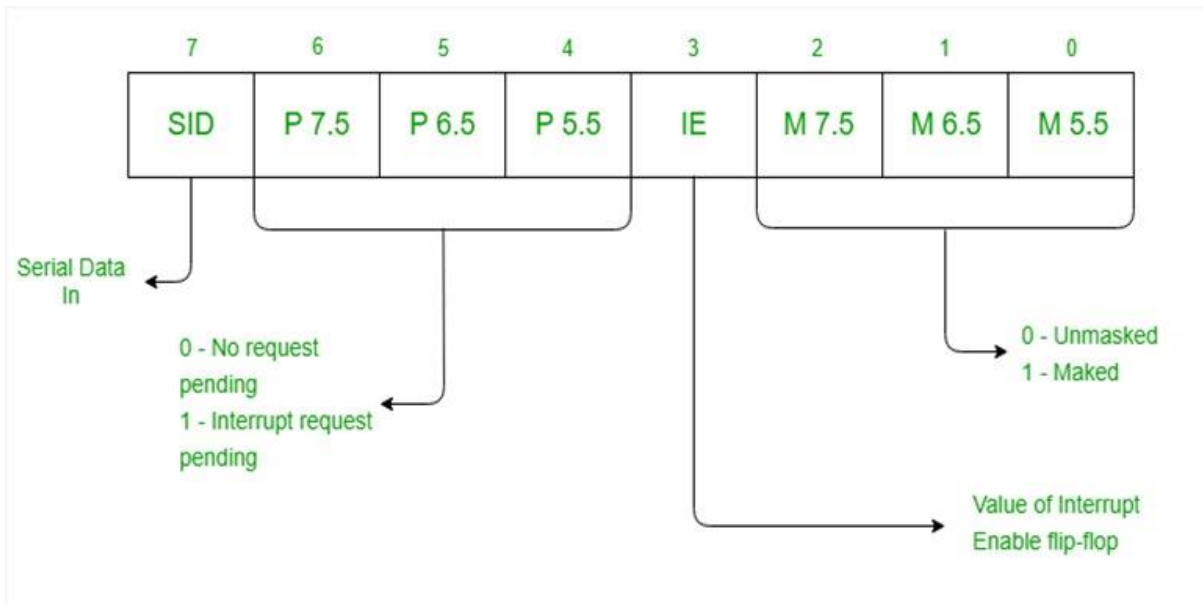 7 6 5 4 3 2 1 0
SID P 7.5 P 6.5 P 5.5 IE M 7.5 M 6.5 M 5.5
Serial Data
In
0 - No request
pending
1 - Interrupt request
pending
0 - Unmasked
1 - Maked
Value of Interrupt
Enable flip-flop